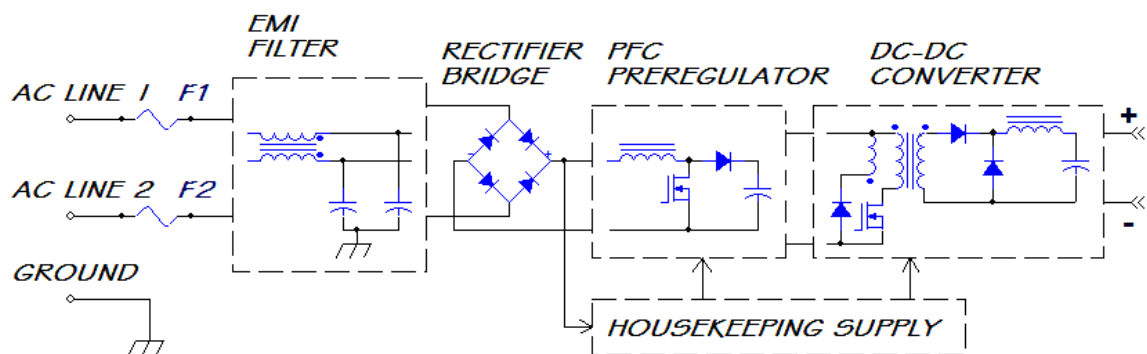 EMI
FILTER
RECTIFIER
BRIDGE
PFC
PREREGULATOR
DC-DC
CONVERTER
AC LINE 1 F1
AC LINE 2 F2
GROUND
- +
+
-
HOUSEKEEPING SUPPLY